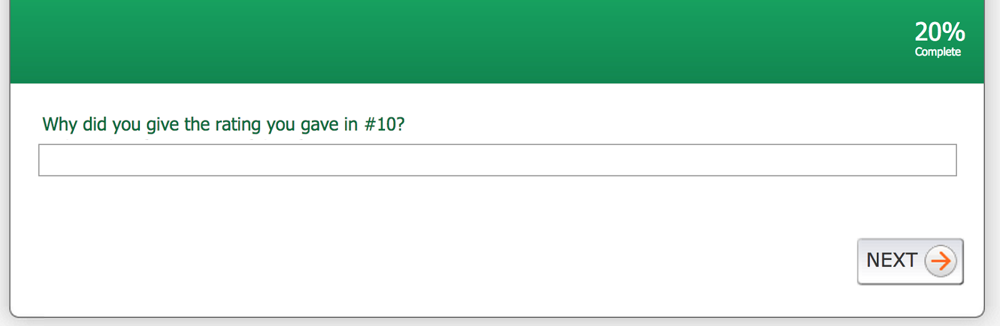 20%
Complete
Why did you give the rating you gave in #10?
NEXT